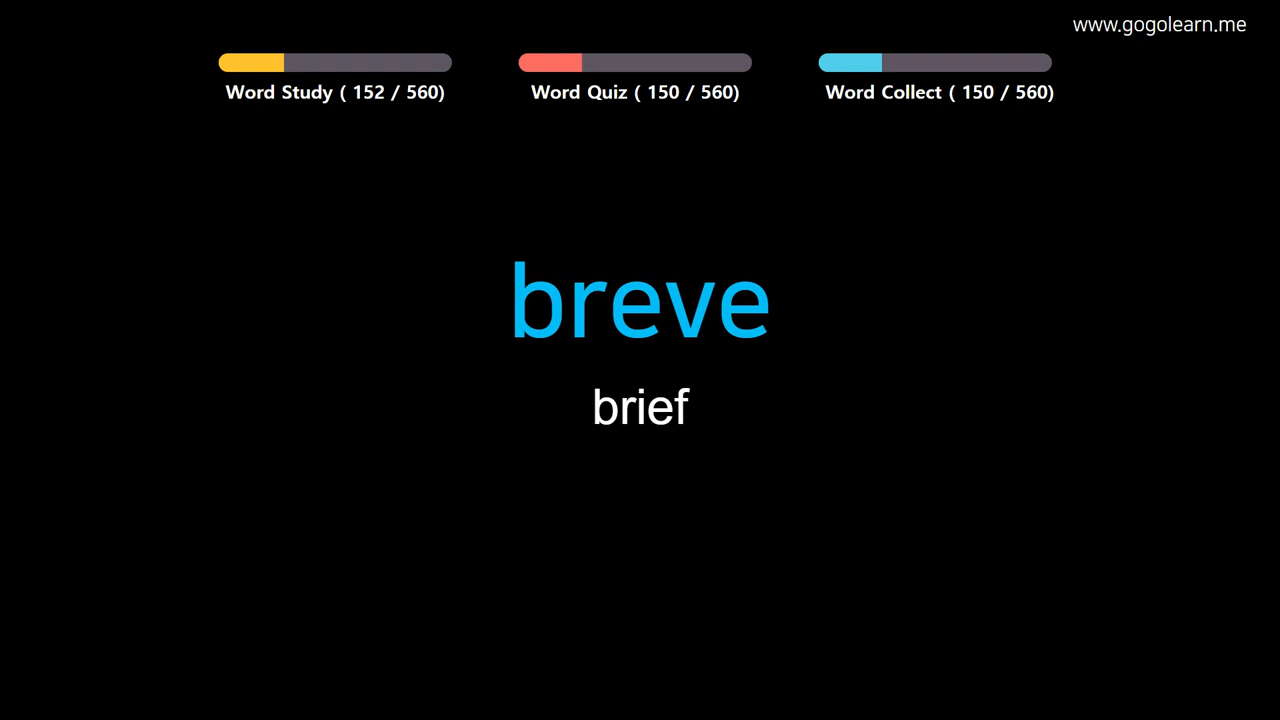 www.gogolearn.me
Word Study ( 152 / 560)
Word Quiz ( 150 / 560)
Word Collect ( 150 / 560)
breve
brief